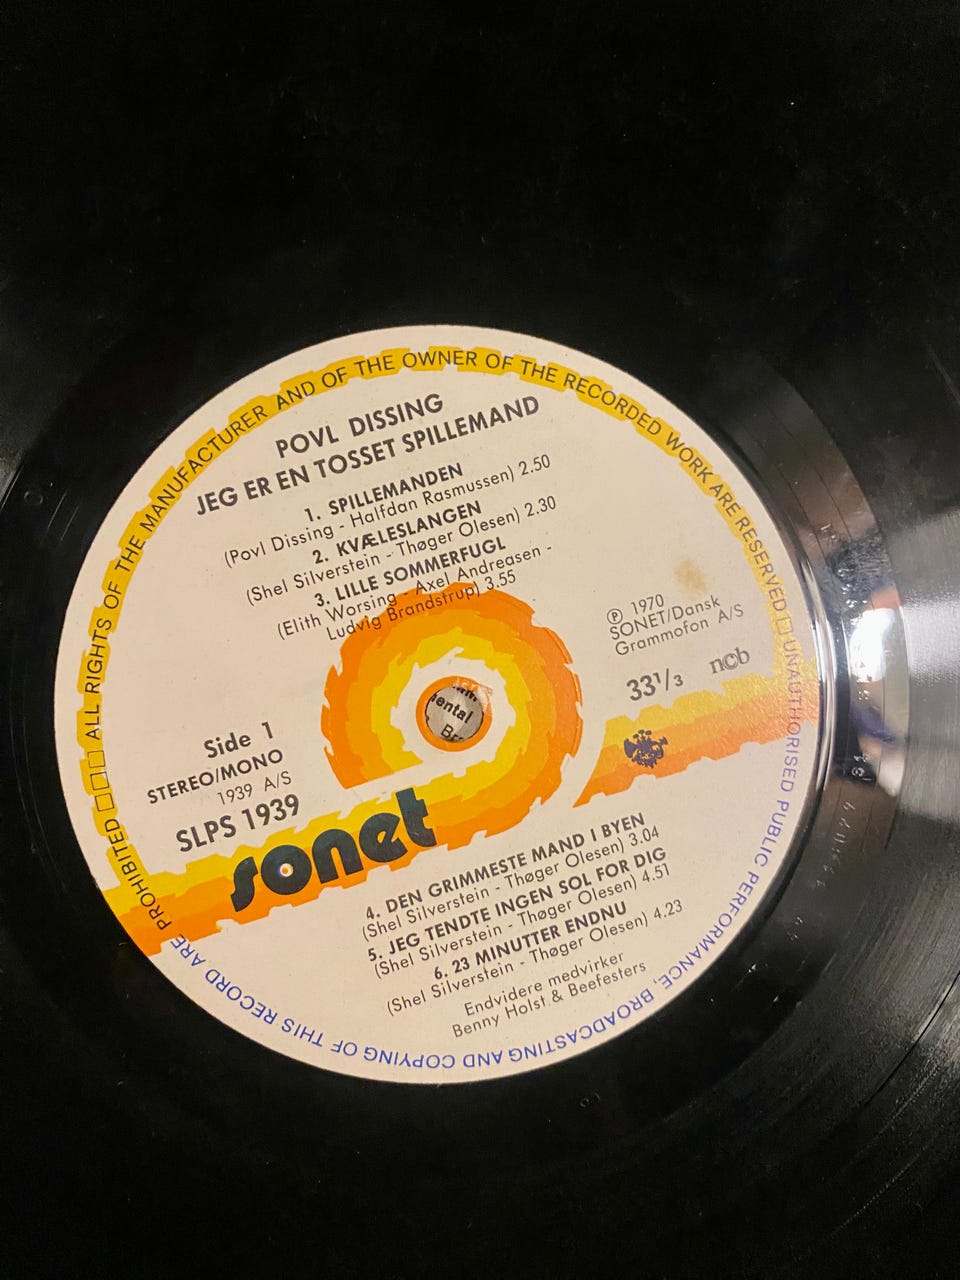 ALL RIGHTS OF THE MANUFACTURER AND OF THE OWNER OF THE RECORDED WORK ARE RESERVED UNAUTHORISED PUBLIC PERFORMANCE, BROADCASTING AND COPYING OF THIS RECORD ARE PROHIBITED
POVL DISSING
JEG ER EN TOSSET SPILLEMAND
1. SPILLEMANDEN
(Povl Dissing - Halfdan Rasmussen) 2.50
2. KVÆLESLANGEN
(Shel Silverstein - Thøger Olesen) 2.30
3. LILLE SOMMERFUGL
(Elith Worsing - Axel Andreasen -
Ludvig Brandstrup) 3.55
℗ 1970
SONET/Dansk
Grammofon A/S
33 1/3
ncb
ental
Side 1
STEREO/MONO
1939 A/S
SLPS 1939
sonet
4. DEN GRIMMESTE MAND I BYEN
(Shel Silverstein - Thøger Olesen) 3.04
5. JEG TENDTE INGEN SOL FOR DIG
(Shel Silverstein - Thøger Olesen) 4.51
6. 23 MINUTTER ENDNU
(Shel Silverstein - Thøger Olesen) 4.23
Endvidere medvirker
Benny Holst & Beefesters